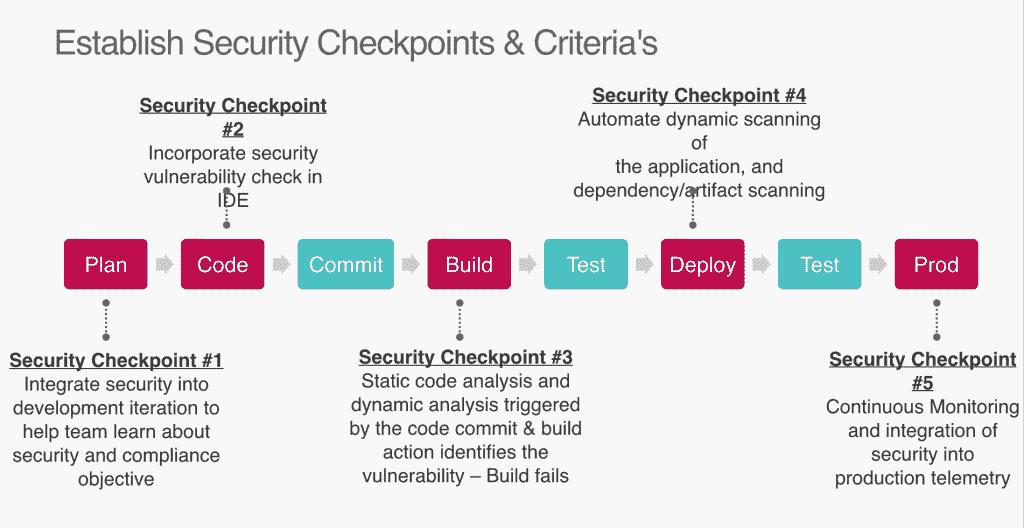 Establish Security Checkpoints & Criteria's
Security Checkpoint
#2
Incorporate security
vulnerability check in
IDE
Security Checkpoint #4
Automate dynamic scanning
of
the application, and
dependency/artifact scanning
Plan
Code
Commit
Build
Test
Deploy
Test
Prod
Security Checkpoint #1
Integrate security into
development iteration to
help team learn about
security and compliance
objective
Security Checkpoint #3
Static code analysis and
dynamic analysis triggered
by the code commit & build
action identifies the
vulnerability – Build fails
Security Checkpoint
#5
Continuous Monitoring
and integration of
security into
production telemetry